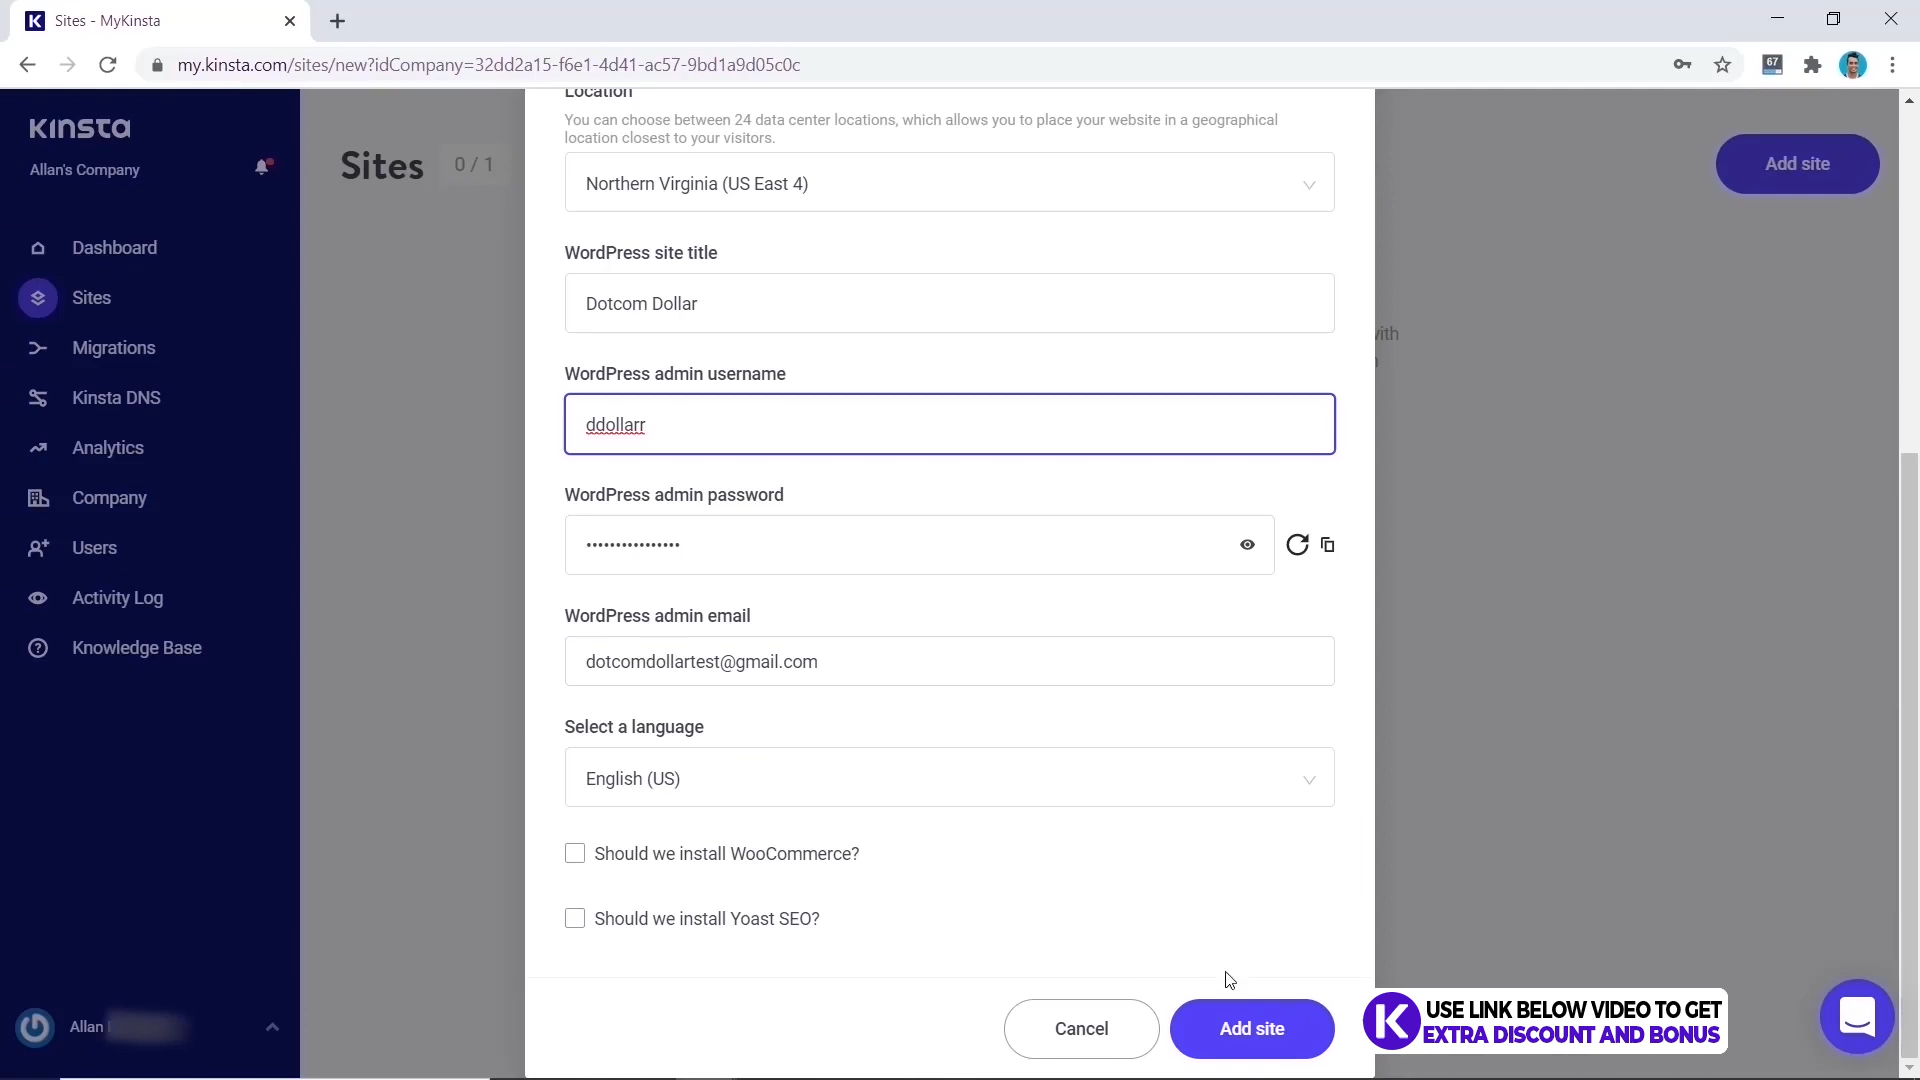 Sites - MyKinsta
my.kinsta.com/sites/new?idCompany=32dd2a15-f6e1-4d41-ac57-9bd1a9d05c0c
67
KINSTA
Allan's Company
Dashboard
Sites
Migrations
Kinsta DNS
Analytics
Company
Users
Activity Log
Knowledge Base
Allan
Sites
0 / 1
Add site
Location
You can choose between 24 data center locations, which allows you to place your website in a geographical
location closest to your visitors.
Northern Virginia (US East 4)
WordPress site title
Dotcom Dollar
with
WordPress admin username
ddollarr
WordPress admin password
••••••••••••••••
WordPress admin email
dotcomdollartest@gmail.com
Select a language
English (US)
Should we install WooCommerce?
Should we install Yoast SEO?
Cancel
Add site
K
USE LINK BELOW VIDEO TO GET
EXTRA DISCOUNT AND BONUS